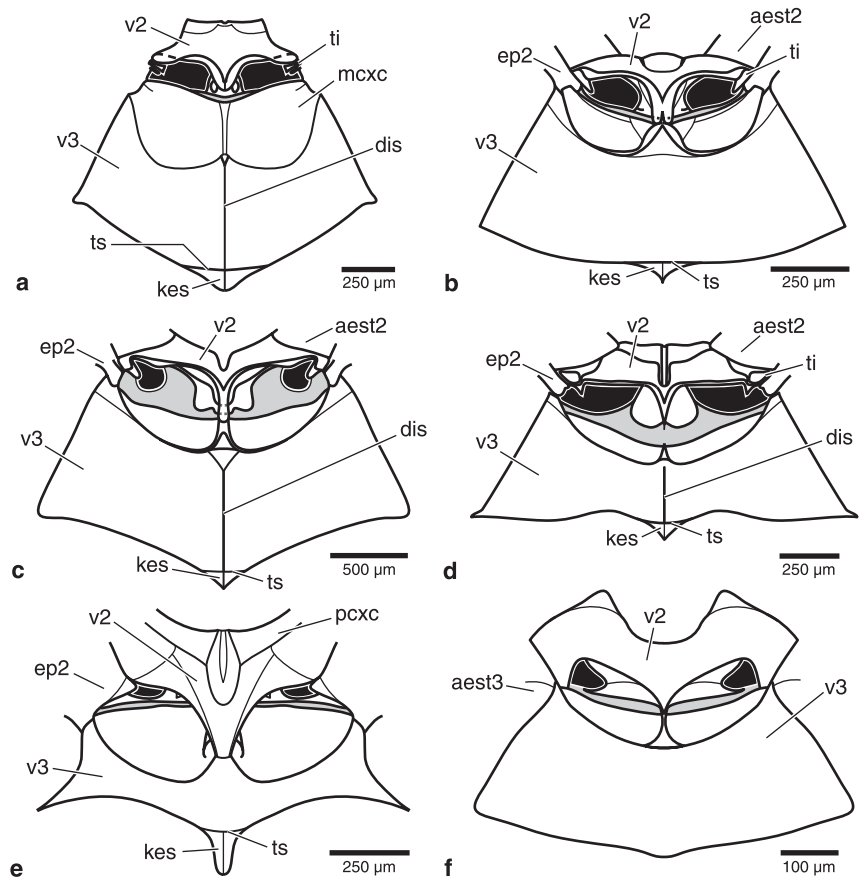 v2
ti
mcxc
v3
dis
ts
kes
a
250 µm
v2
aest2
ep2
ti
v3
kes
ts
b
250 µm
v2
aest2
ep2
v3
dis
kes
ts
c
500 µm
v2
aest2
ep2
ti
v3
dis
kes
ts
d
250 µm
v2
pcxc
ep2
v3
kes
ts
e
250 µm
v2
aest3
v3
f
100 µm